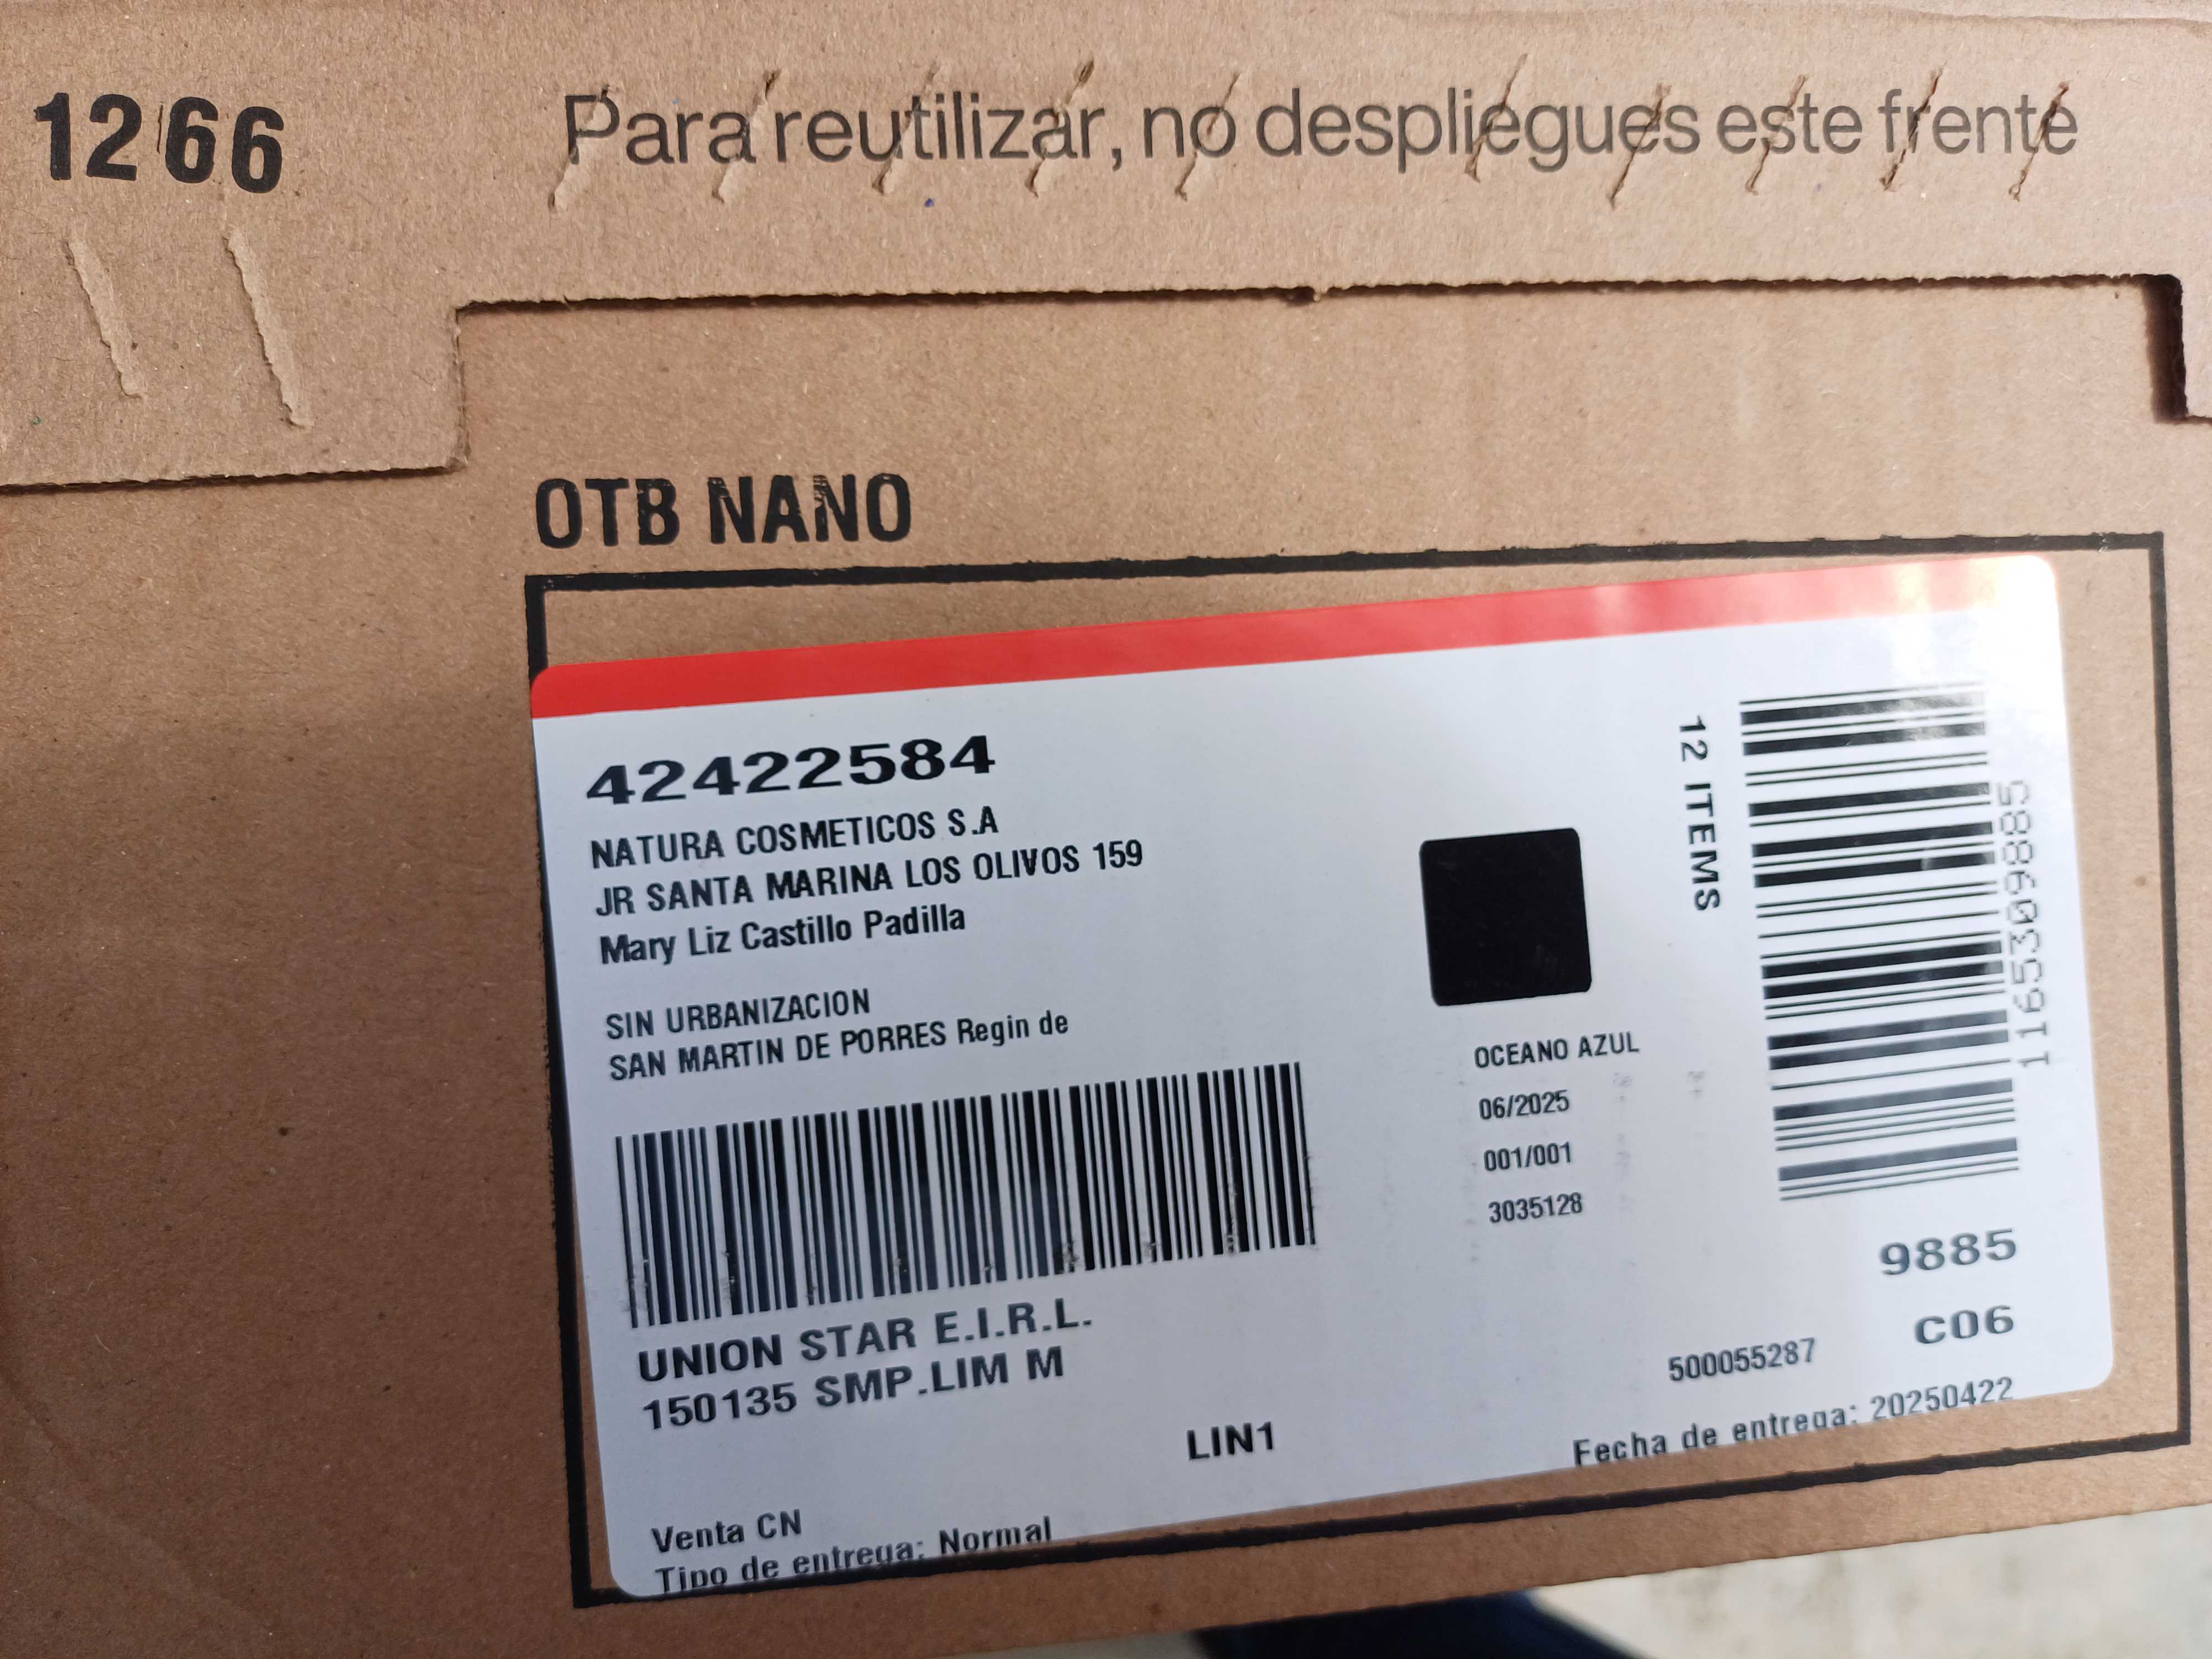 1266
Para reutilizar, no despliegues este frente
OTB NANO
42422584
NATURA COSMETICOS S.A
JR SANTA MARINA LOS OLIVOS 159
Mary Liz Castillo Padilla
SIN URBANIZACION
SAN MARTIN DE PORRES Regin de
UNION STAR E.I.R.L.
150135 SMP.LIM M
LIN1
Venta CN
Tipo de entrega: Normal
OCEANO AZUL
06/2025
001/001
3035128
12 ITEMS
1165309885
9885
C06
500055287
Fecha de entrega: 20250422